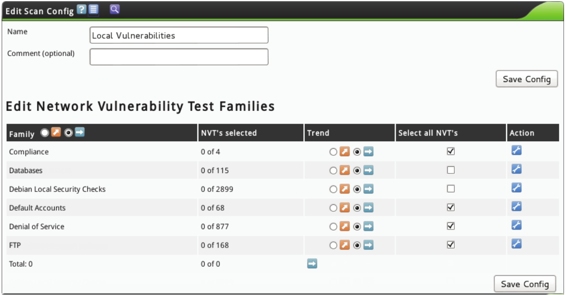 Edit Scan Config ?
Name Local Vulnerabilities
Comment (optional)
Save Config
Edit Network Vulnerability Test Families
Family NVT's selected Trend Select all NVT's Action
Compliance 0 of 4
Databases 0 of 115
Debian Local Security Checks 0 of 2899
Default Accounts 0 of 68
Denial of Service 0 of 877
FTP 0 of 168
Total: 0 0 of 0
Save Config